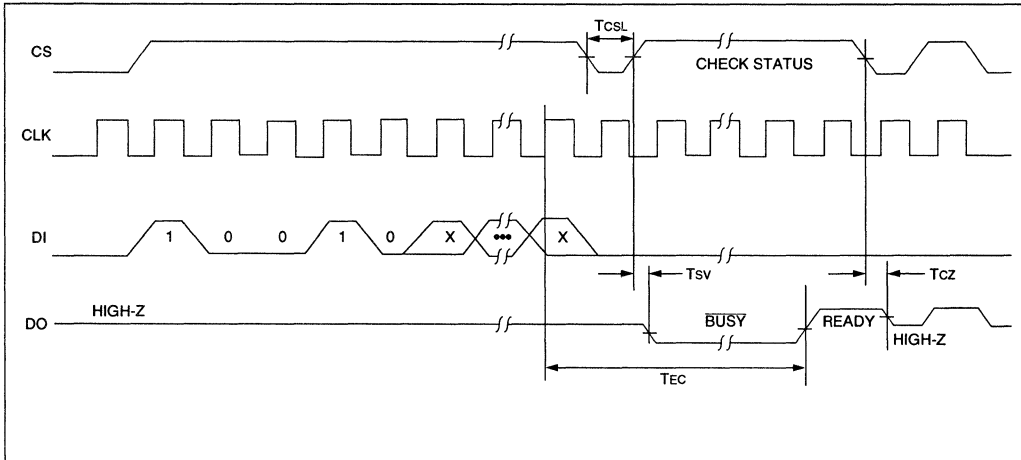 TCSL
CS
CHECK STATUS
CLK
DI
1 0 0 1 0 X ••• X
TSV
TCZ
HIGH-Z
DO
BUSY
READY
HIGH-Z
TEC